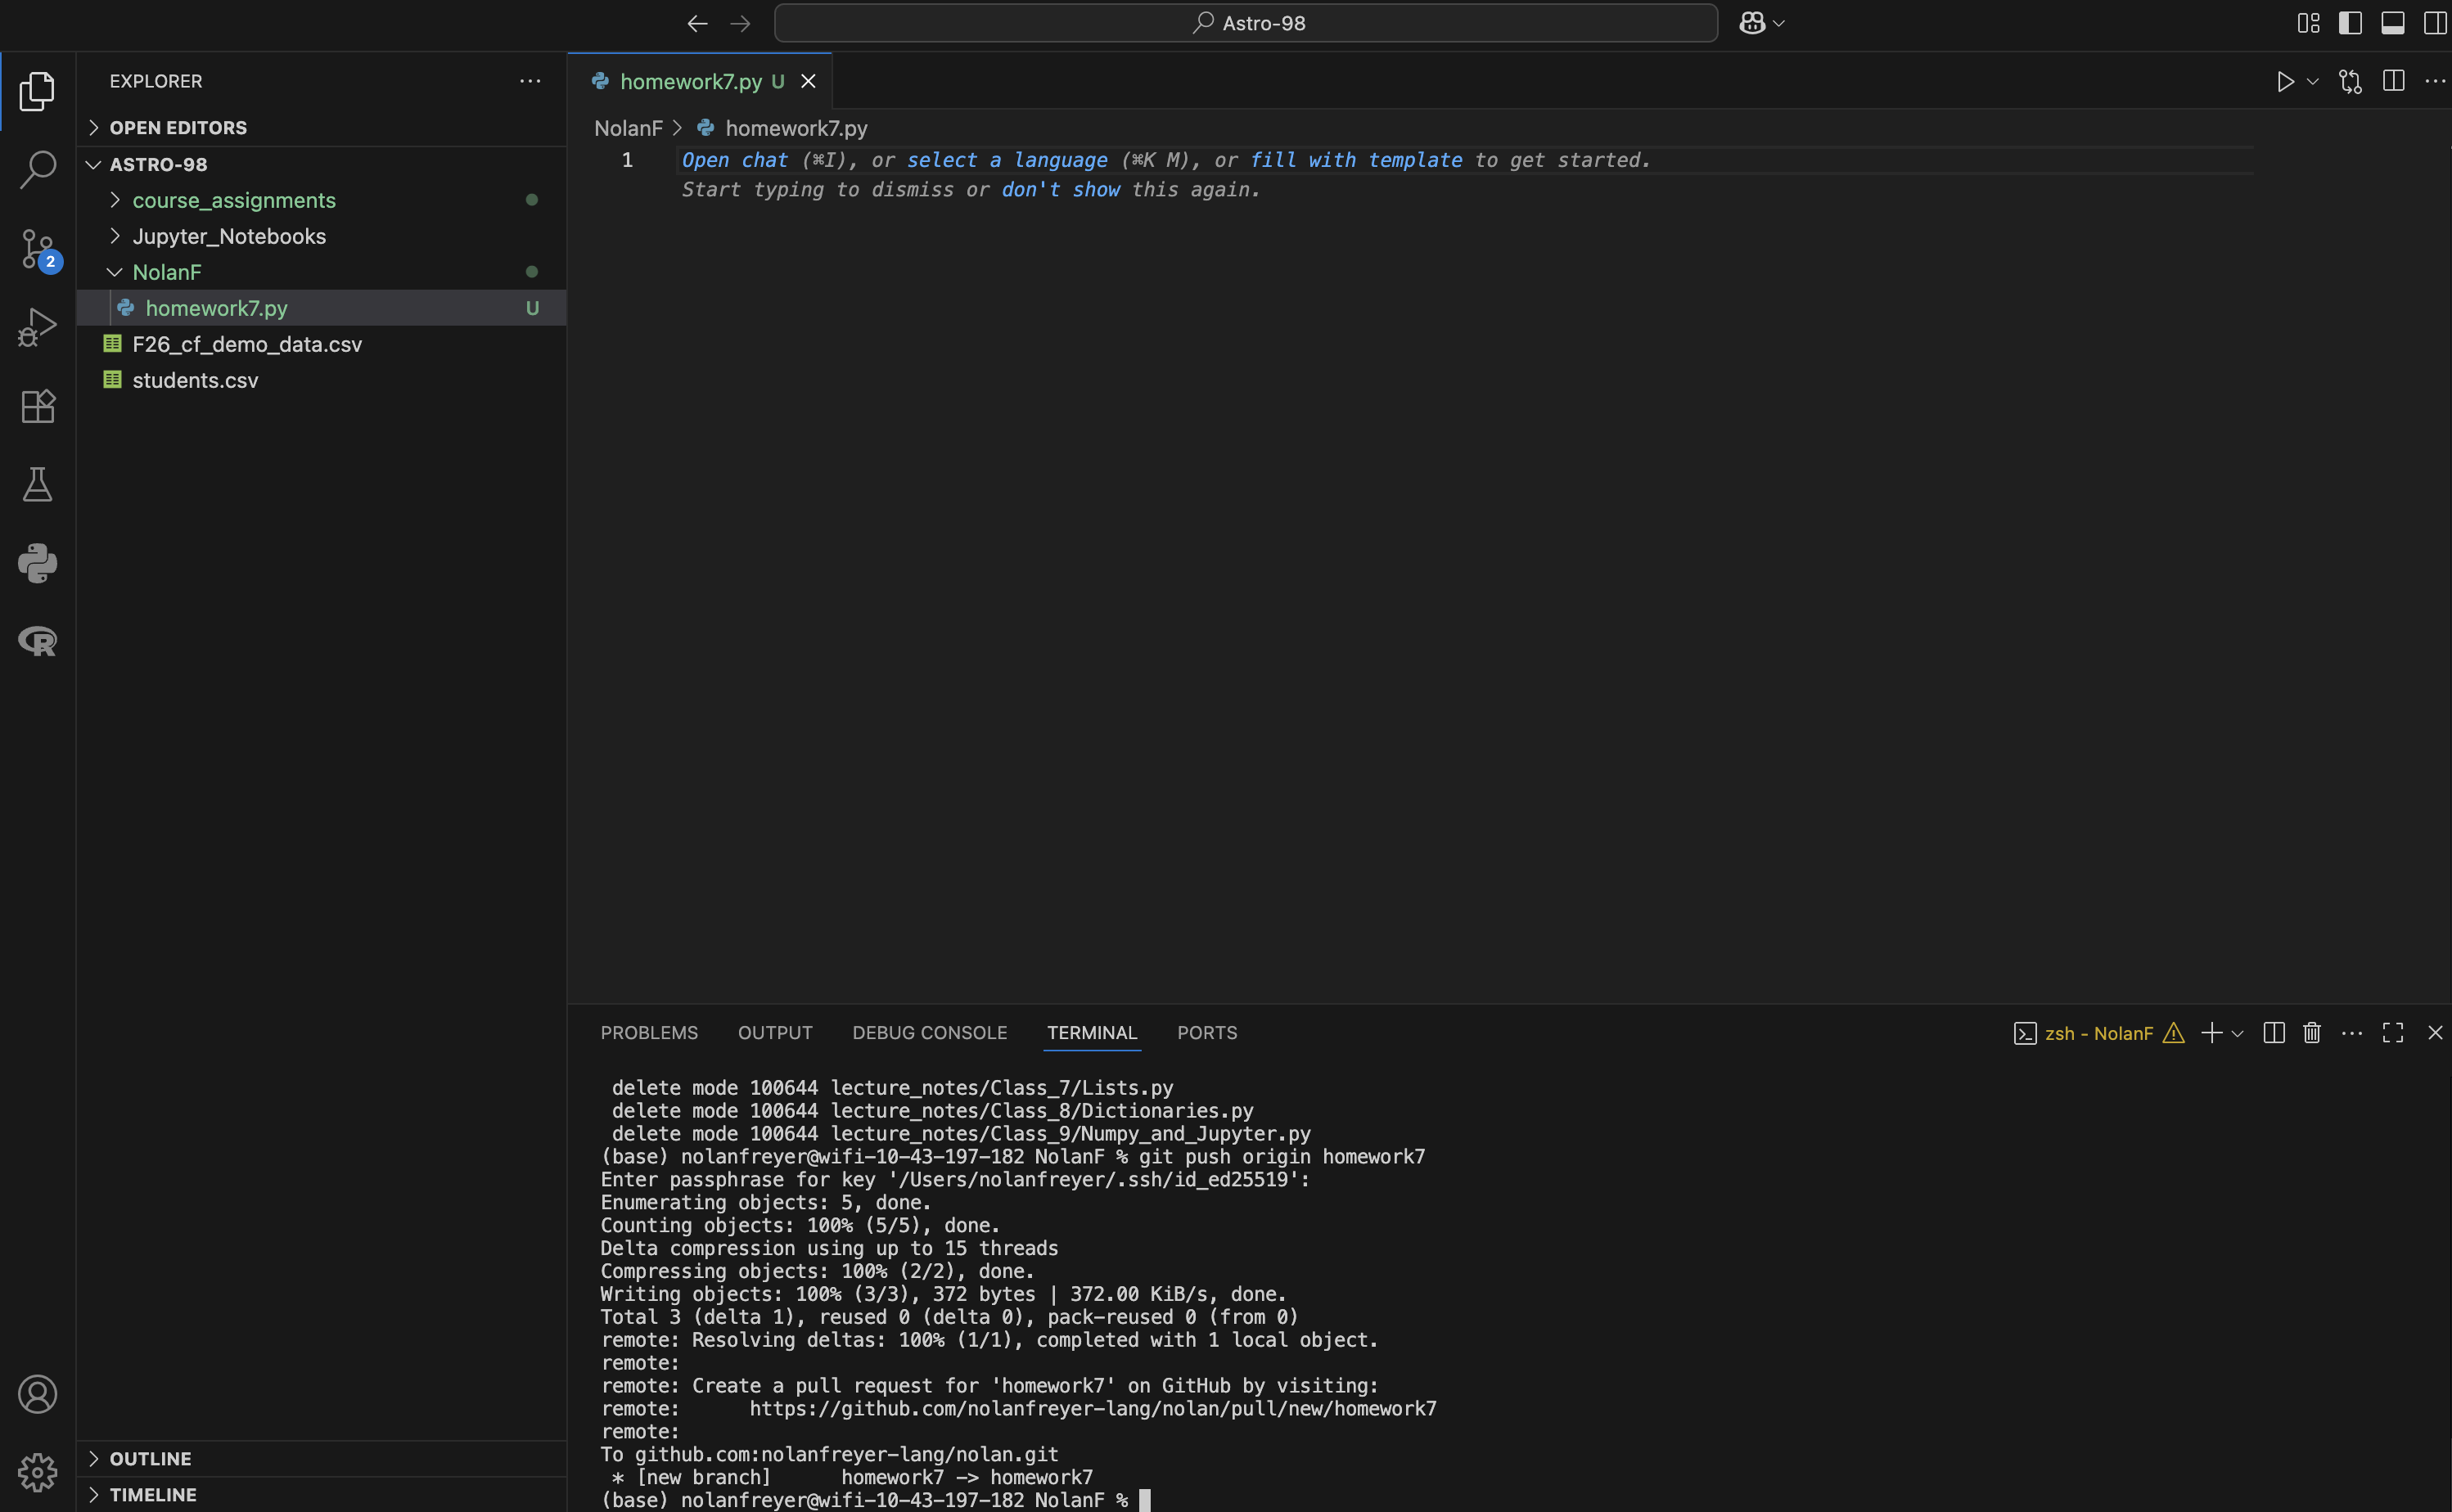 Astro-98
EXPLORER
OPEN EDITORS
ASTRO-98
course_assignments
Jupyter_Notebooks
NolanF
homework7.py U
F26_cf_demo_data.csv
students.csv
2
OUTLINE
TIMELINE
homework7.py U
NolanF > homework7.py
1 Open chat (⌘I), or select a language (⌘K M), or fill with template to get started.
Start typing to dismiss or don't show this again.
PROBLEMS OUTPUT DEBUG CONSOLE TERMINAL PORTS
zsh - NolanF
delete mode 100644 lecture_notes/Class_7/Lists.py
delete mode 100644 lecture_notes/Class_8/Dictionaries.py
delete mode 100644 lecture_notes/Class_9/Numpy_and_Jupyter.py
(base) nolanfreyer@wifi-10-43-197-182 NolanF % git push origin homework7
Enter passphrase for key '/Users/nolanfreyer/.ssh/id_ed25519':
Enumerating objects: 5, done.
Counting objects: 100% (5/5), done.
Delta compression using up to 15 threads
Compressing objects: 100% (2/2), done.
Writing objects: 100% (3/3), 372 bytes | 372.00 KiB/s, done.
Total 3 (delta 1), reused 0 (delta 0), pack-reused 0 (from 0)
remote: Resolving deltas: 100% (1/1), completed with 1 local object.
remote:
remote: Create a pull request for 'homework7' on GitHub by visiting:
remote:      https://github.com/nolanfreyer-lang/nolan/pull/new/homework7
remote:
To github.com:nolanfreyer-lang/nolan.git
* [new branch]      homework7 -> homework7
(base) nolanfreyer@wifi-10-43-197-182 NolanF %